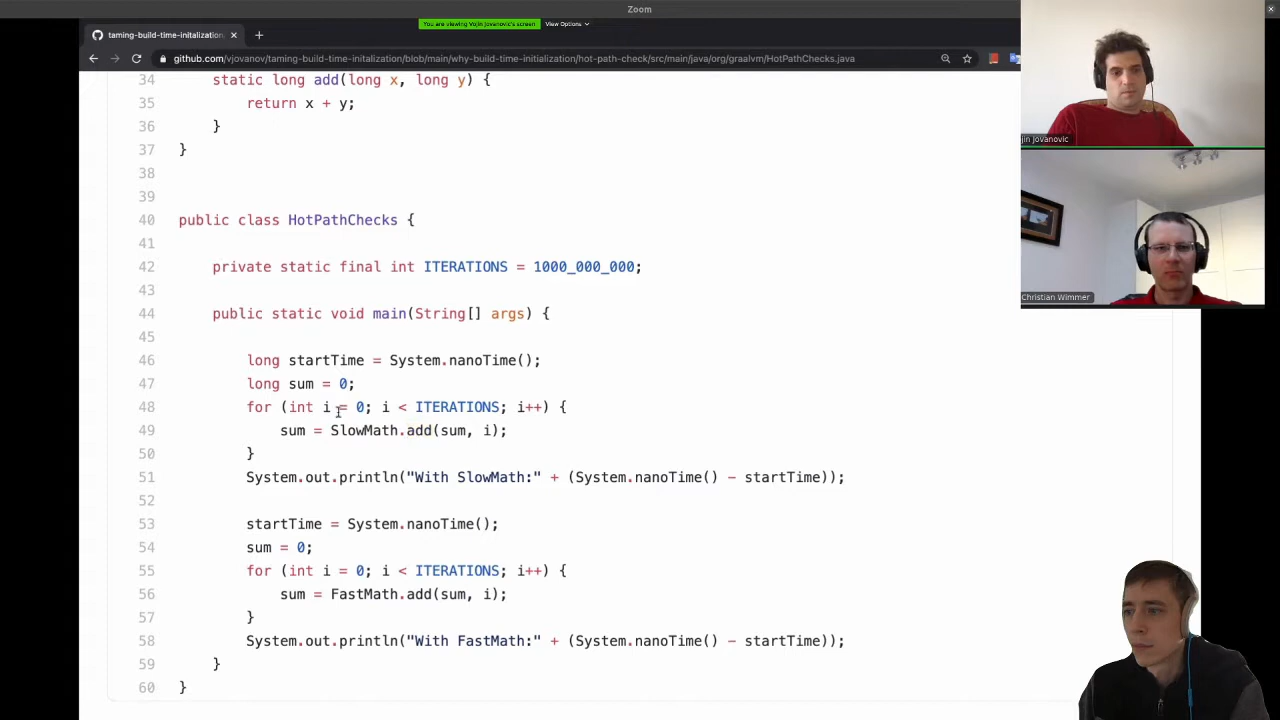 Zoom
You are viewing Vojin Jovanovic's screen
View Options
taming-build-time-initalization
github.com/vjovanov/taming-build-time-initalization/blob/main/why-build-time-initialization/hot-path-check/src/main/java/org/graalvm/HotPathChecks.java
34 static long add(long x, long y) {
35 return x + y;
36 }
37 }
38
39
40 public class HotPathChecks {
41
42 private static final int ITERATIONS = 1000_000_000;
43
44 public static void main(String[] args) {
45
46 long startTime = System.nanoTime();
47 long sum = 0;
48 for (int i = 0; i < ITERATIONS; i++) {
49 sum = SlowMath.add(sum, i);
50 }
51 System.out.println("With SlowMath:" + (System.nanoTime() - startTime));
52
53 startTime = System.nanoTime();
54 sum = 0;
55 for (int i = 0; i < ITERATIONS; i++) {
56 sum = FastMath.add(sum, i);
57 }
58 System.out.println("With FastMath:" + (System.nanoTime() - startTime));
59 }
60 }
jin Jovanovic
Christian Wimmer